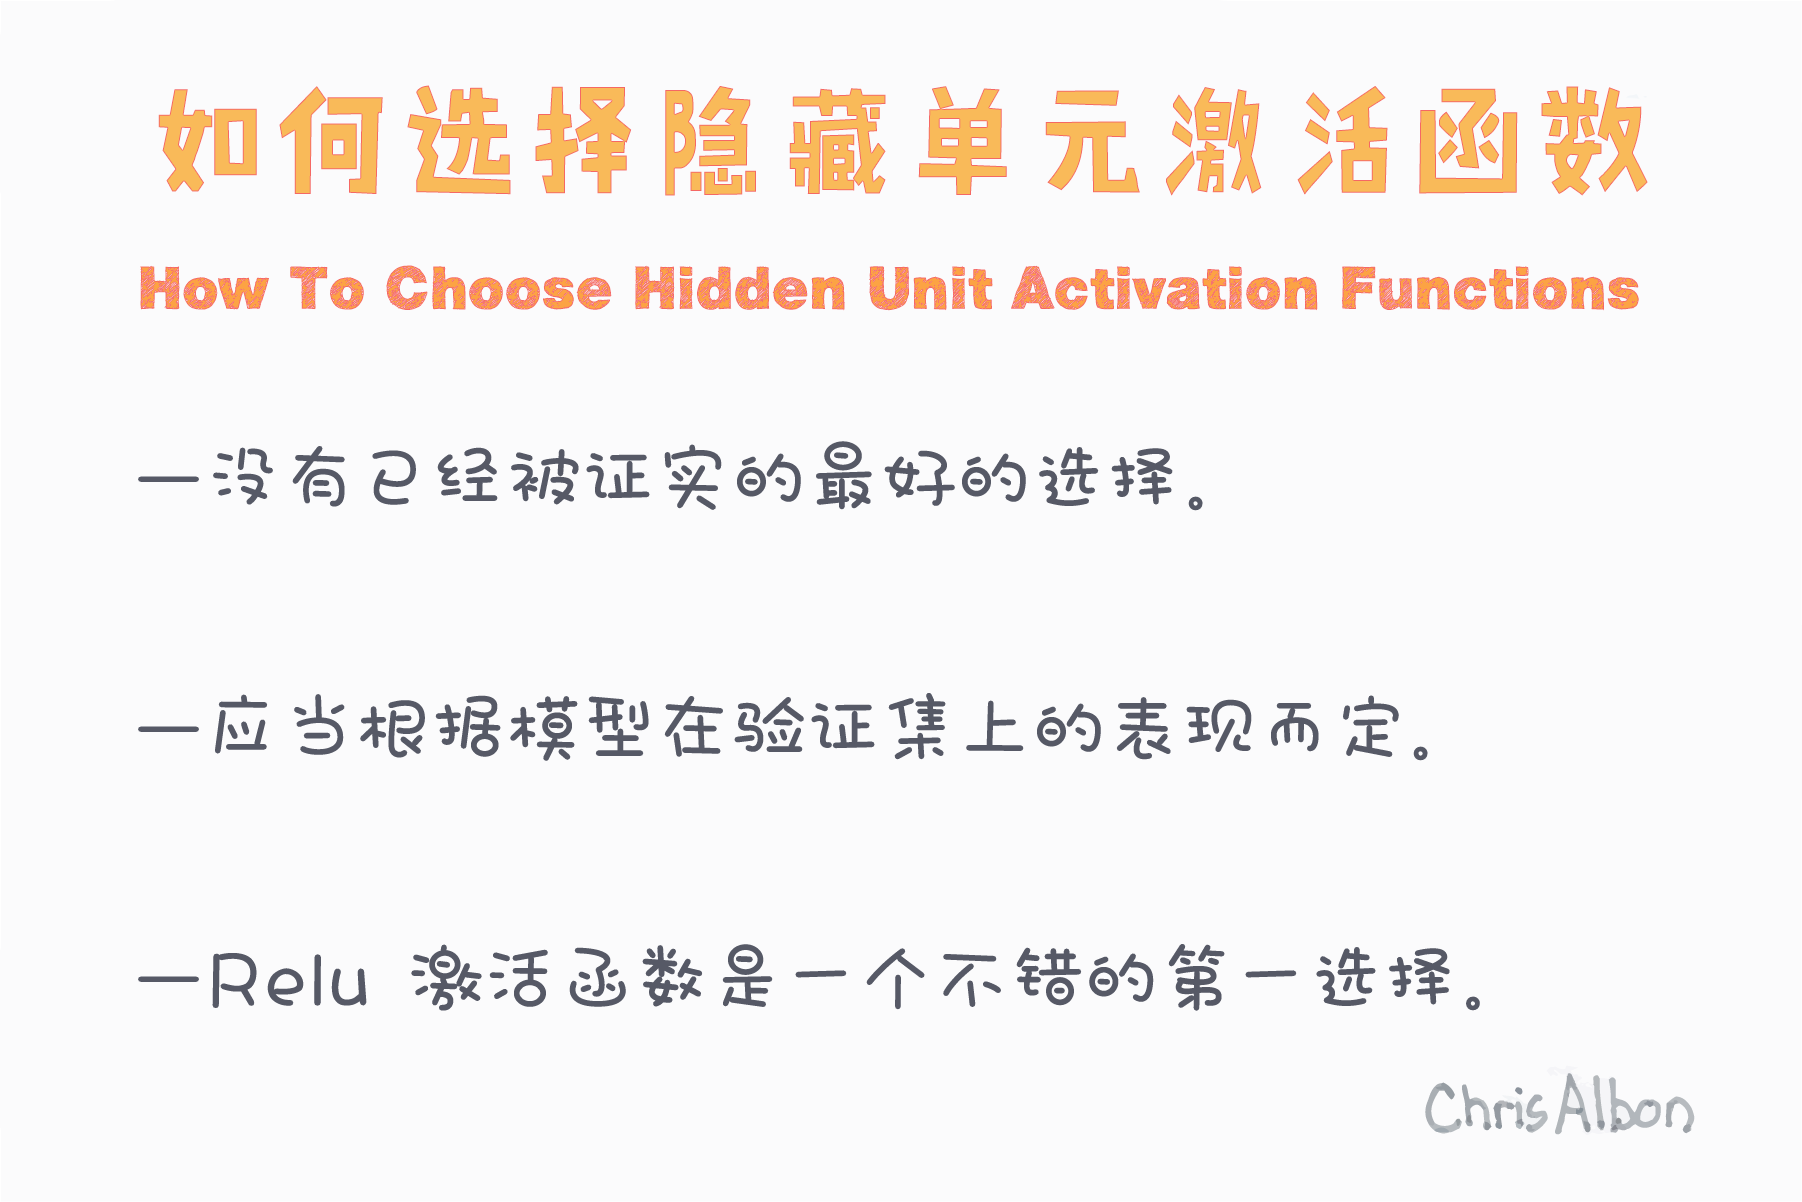 如何选择隐藏单元激活函数
How To Choose Hidden Unit Activation Functions
—没有已经被证实的最好的选择。
—应当根据模型在验证集上的表现而定。
—Relu 激活函数是一个不错的第一选择。
Chris Albon